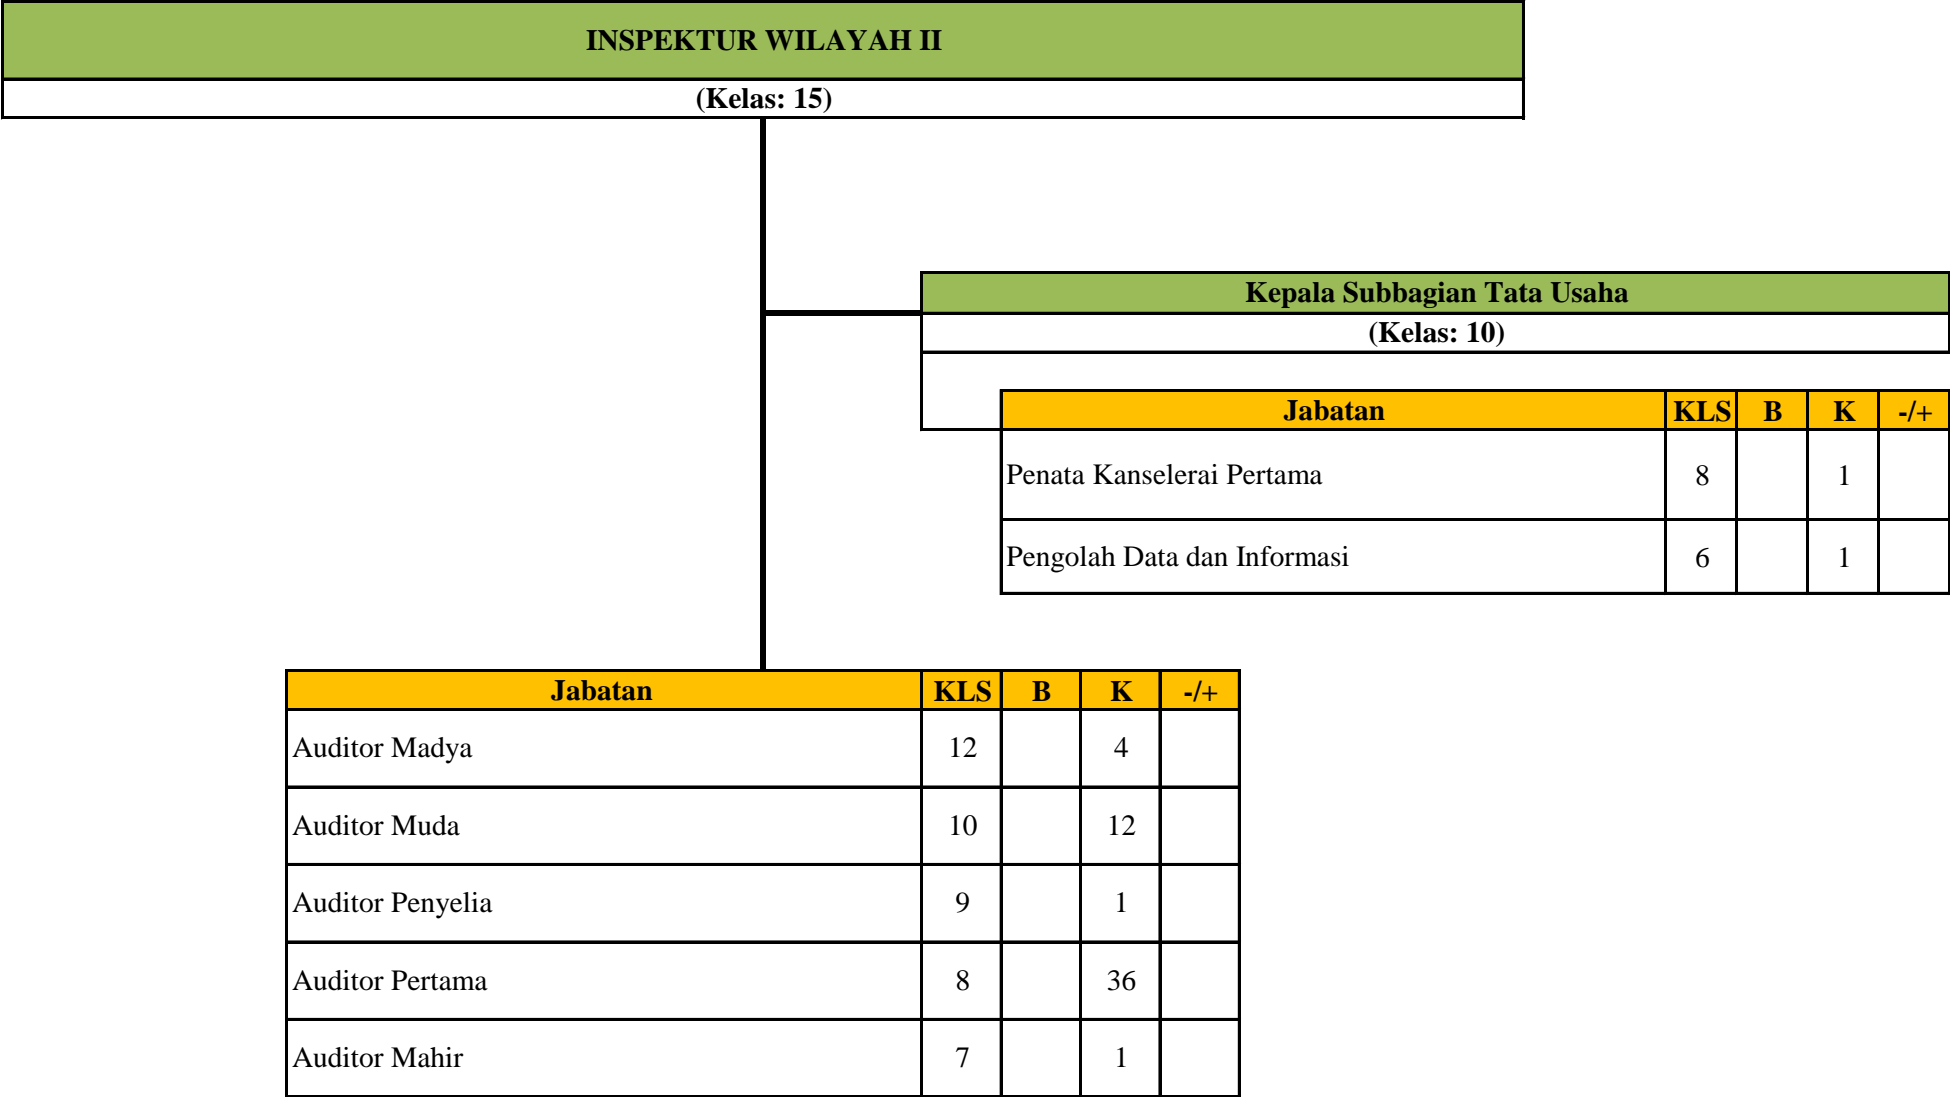 INSPEKTUR WILAYAH II
(Kelas: 15)
Kepala Subbagian Tata Usaha
(Kelas: 10)
Jabatan KLS B K -/+
Penata Kanselerai Pertama 8 1
Pengolah Data dan Informasi 6 1
Jabatan KLS B K -/+
Auditor Madya 12 4
Auditor Muda 10 12
Auditor Penyelia 9 1
Auditor Pertama 8 36
Auditor Mahir 7 1